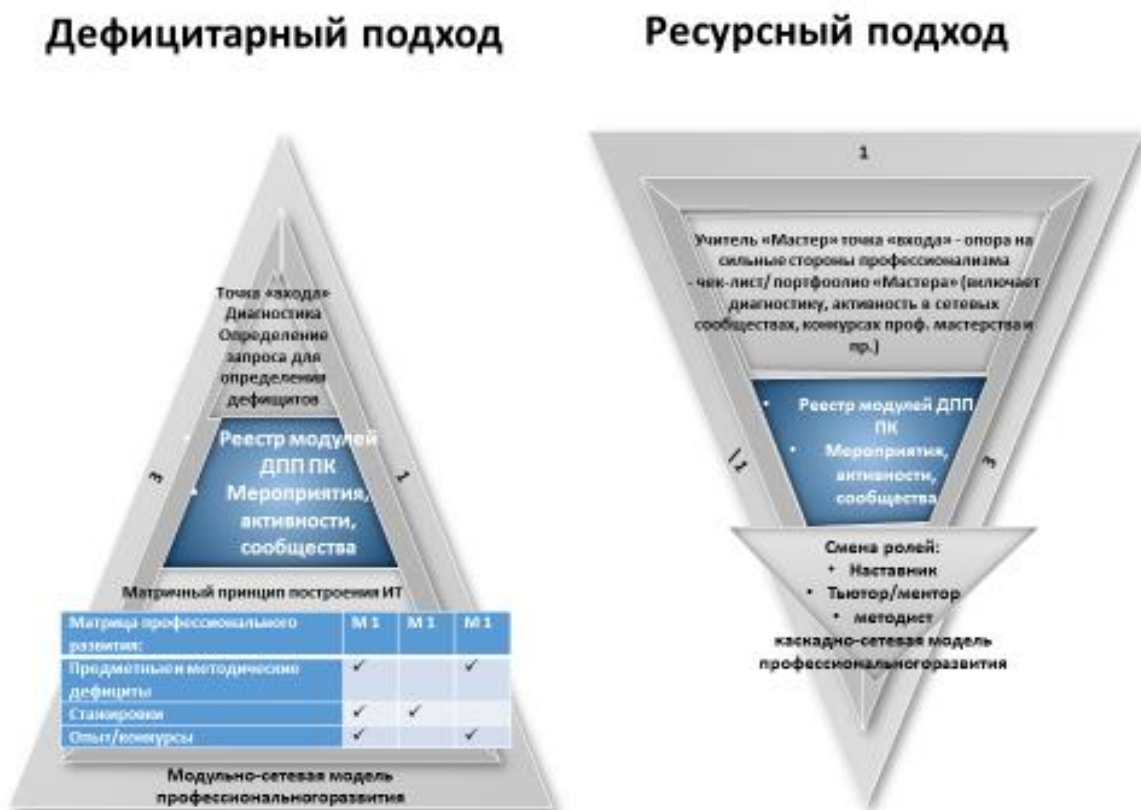 Дефицитарный подход
Точка «входа»
Диагностика
Определение
запроса для
определения
дефищитов
• Реестр модулей
ДПП ПК
• Мероприятия,
активности,
сообщества
3
1
Матричный принцип построения ИТ
Матрица профессионального
развития:
М 1
М 1
М 1
Предметные и методические
дефициты
✓
✓
Стажировки
✓
✓
Опыт/конкурсы
✓
✓
Модульно-сетевая модель
профессиональногоразвития
Ресурсный подход
1
Учитель «Мастер» точка «входа» - опора на
сильные стороны профессионализма
- чек-лист/ портфоолио «Мастера» (включает
диагностику, активность в сетевых
сообществах, конкурсах проф. мастерства и
пр.)
• Реестр модулей ДПП
ПК
• Мероприятия,
активности,
сообщества
\1
3
Смена ролей:
• Наставник
• Тьютор/ментор
• методист
каскадно-сетевая модель
профессиональногоразвития